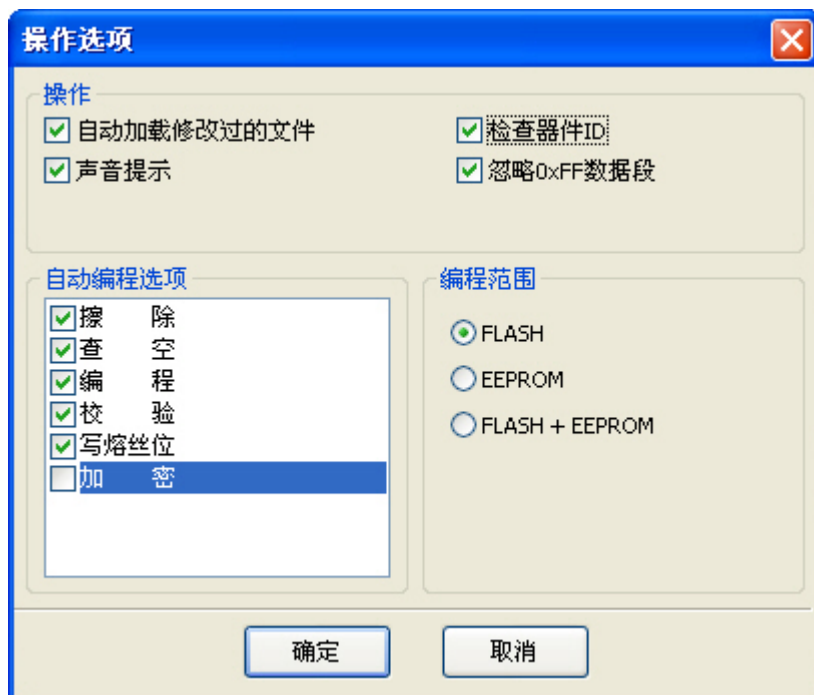 操作选项
操作
自动加载修改过的文件
检查器件ID
声音提示
忽略0xFF数据段
自动编程选项
擦 除
查 空
编 程
校 验
写熔丝位
加 密
编程范围
FLASH
EEPROM
FLASH + EEPROM
确定
取消